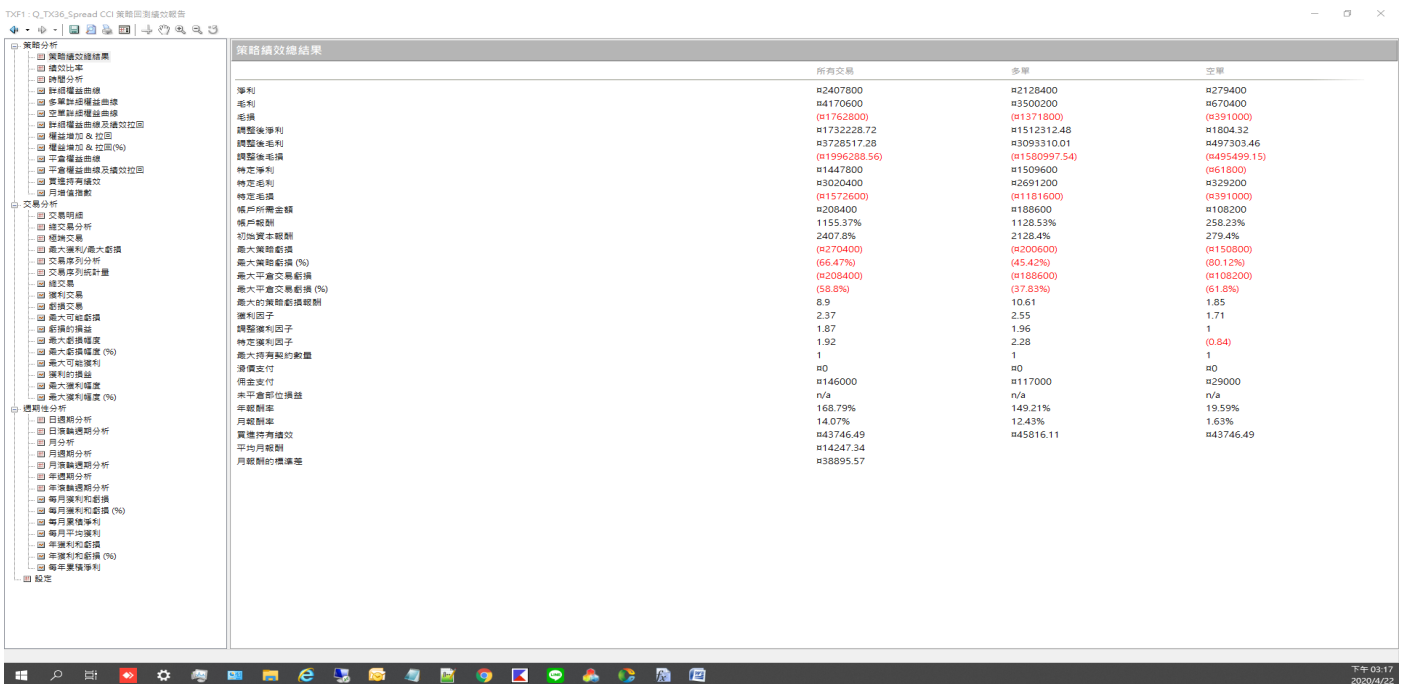 TXF1 : Q_TX36_Spread CCI 策略回測績效報告
策略分析
策略績效總結果
績效比率
時間分析
詳細權益曲線
多單詳細權益曲線
空單詳細權益曲線
詳細權益曲線及績效拉回
權益增加 & 拉回
權益增加 & 拉回(%)
平倉權益曲線
平倉權益曲線及績效拉回
買進持有績效
月增值指數
交易分析
交易明細
總交易分析
極端交易
最大獲利/最大虧損
交易序列分析
交易序列統計量
總交易
獲利交易
虧損交易
最大可能虧損
虧損的損益
最大虧損幅度
最大虧損幅度 (%)
最大可能獲利
獲利的損益
最大獲利幅度
最大獲利幅度 (%)
週期性分析
日週期分析
日滾輪週期分析
月分析
月週期分析
月滾輪週期分析
年週期分析
年滾輪週期分析
每月獲利和虧損
每月獲利和虧損 (%)
每月累積淨利
每月平均獲利
年獲利和虧損
年獲利和虧損 (%)
每年累積淨利
設定
策略績效總結果
所有交易 多單 空單
淨利 ¤2407800 ¤2128400 ¤279400
毛利 ¤4170600 ¤3500200 ¤670400
毛損 (¤1762800) (¤1371800) (¤391000)
調整後淨利 ¤1732228.72 ¤1512312.48 ¤1804.32
調整後毛利 ¤3728517.28 ¤3093310.01 ¤497303.46
調整後毛損 (¤1996288.56) (¤1580997.54) (¤495499.15)
特定淨利 ¤1447800 ¤1509600 (¤61800)
特定毛利 ¤3020400 ¤2691200 ¤329200
特定毛損 (¤1572600) (¤1181600) (¤391000)
帳戶所需金額 ¤208400 ¤188600 ¤108200
帳戶報酬 1155.37% 1128.53% 258.23%
初始資本報酬 2407.8% 2128.4% 279.4%
最大策略虧損 (¤270400) (¤200600) (¤150800)
最大策略虧損 (%) (66.47%) (45.42%) (80.12%)
最大平倉交易虧損 (¤208400) (¤188600) (¤108200)
最大平倉交易虧損 (%) (58.8%) (37.83%) (61.8%)
最大的策略虧損報酬 8.9 10.61 1.85
獲利因子 2.37 2.55 1.71
調整獲利因子 1.87 1.96 1
特定獲利因子 1.92 2.28 (0.84)
最大持有契約數量 1 1 1
滑價支付 ¤0 ¤0 ¤0
佣金支付 ¤146000 ¤117000 ¤29000
未平倉部位損益 n/a n/a n/a
年報酬率 168.79% 149.21% 19.59%
月報酬率 14.07% 12.43% 1.63%
買進持有績效 ¤43746.49 ¤45816.11 ¤43746.49
平均月報酬 ¤14247.34
月報酬的標準差 ¤38895.57
下午 03:17
2020/4/22